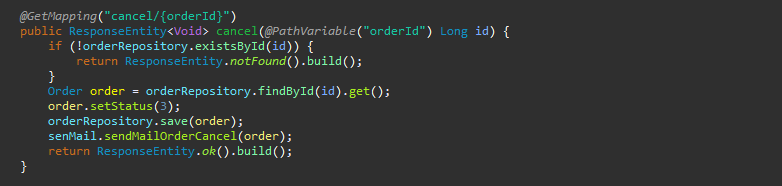 @GetMapping("cancel/{orderId}")
public ResponseEntity<Void> cancel(@PathVariable("orderId") Long id) {
if (!orderRepository.existsById(id)) {
return ResponseEntity.notFound().build();
}
Order order = orderRepository.findById(id).get();
order.setStatus(3);
orderRepository.save(order);
senMail.sendMailOrderCancel(order);
return ResponseEntity.ok().build();
}